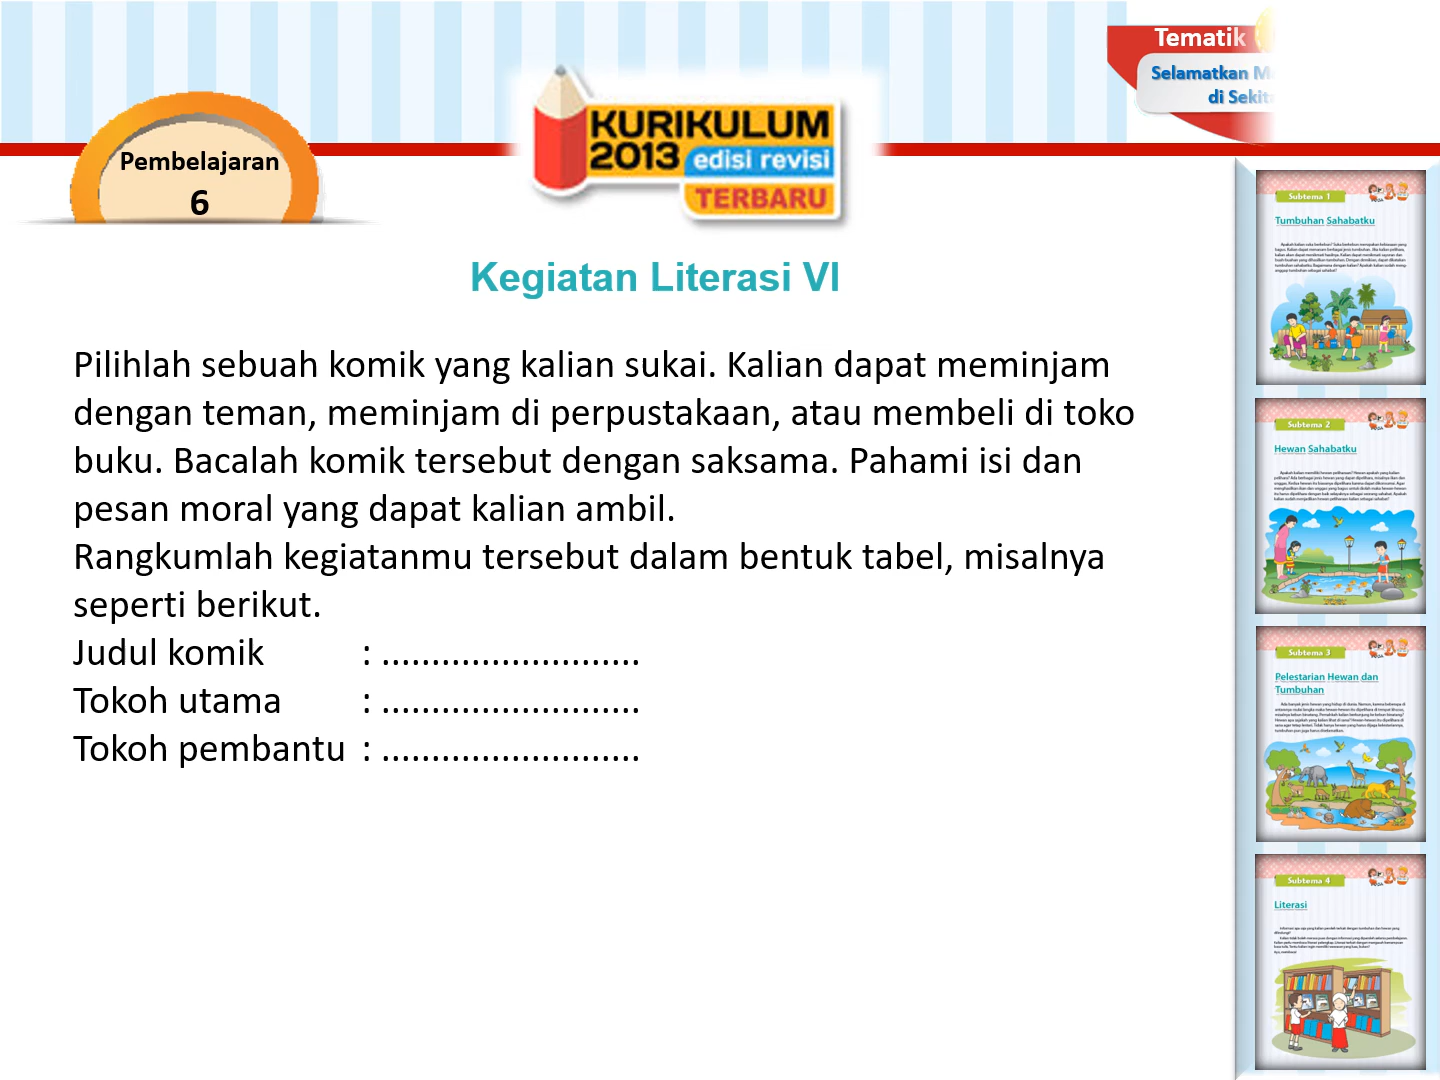 Tematik
Selamatkan M
di Sekit
KURIKULUM
2013 edisi revisi
TERBARU
Pembelajaran
6
Kegiatan Literasi VI
Pilihlah sebuah komik yang kalian sukai. Kalian dapat meminjam
dengan teman, meminjam di perpustakaan, atau membeli di toko
buku. Bacalah komik tersebut dengan saksama. Pahami isi dan
pesan moral yang dapat kalian ambil.
Rangkumlah kegiatanmu tersebut dalam bentuk tabel, misalnya
seperti berikut.
Judul komik : ..........................
Tokoh utama : ..........................
Tokoh pembantu : ..........................
Subtema 1
Tumbuhan Sahabatku
Subtema 2
Hewan Sahabatku
Subtema 3
Pelestarian Hewan dan
Tumbuhan
Subtema 4
Literasi